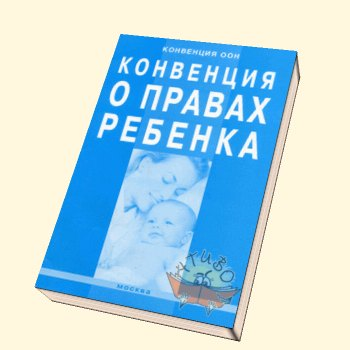 КОНВЕНЦИЯ ООН
КОНВЕНЦИЯ
О ПРАВАХ
РЕБЕНКА
москва